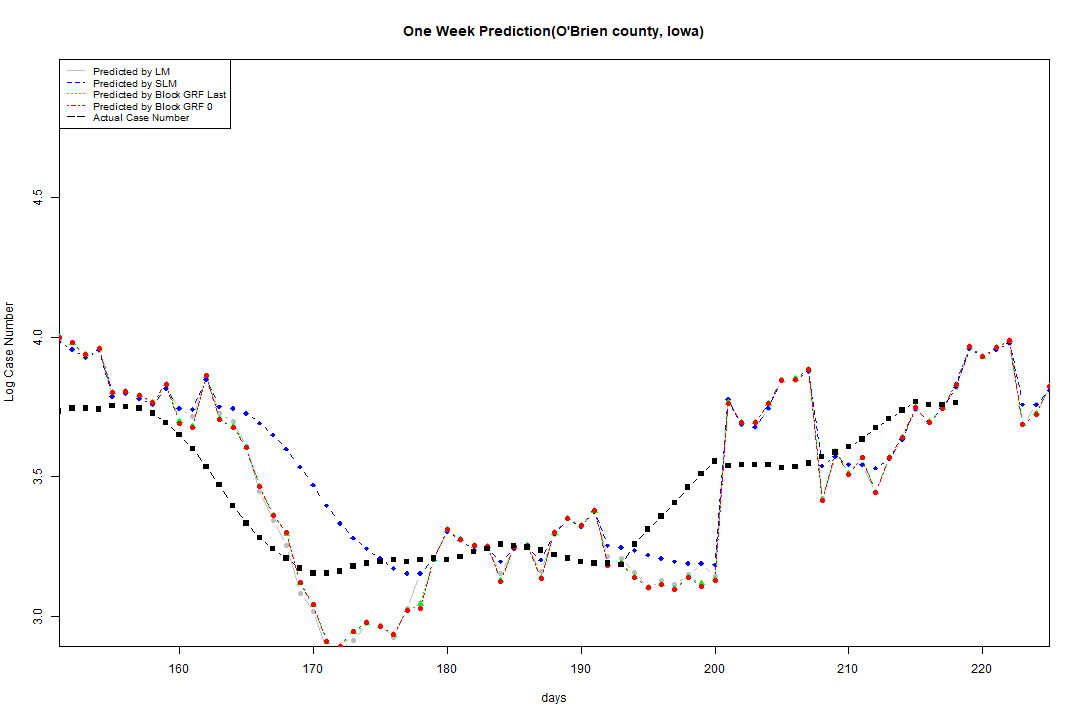 One Week Prediction(O'Brien county, Iowa)
Predicted by LM
Predicted by SLM
Predicted by Block GRF Last
Predicted by Block GRF 0
Actual Case Number
Log Case Number
4.5
4.0
3.5
3.0
160 170 180 190 200 210 220
days